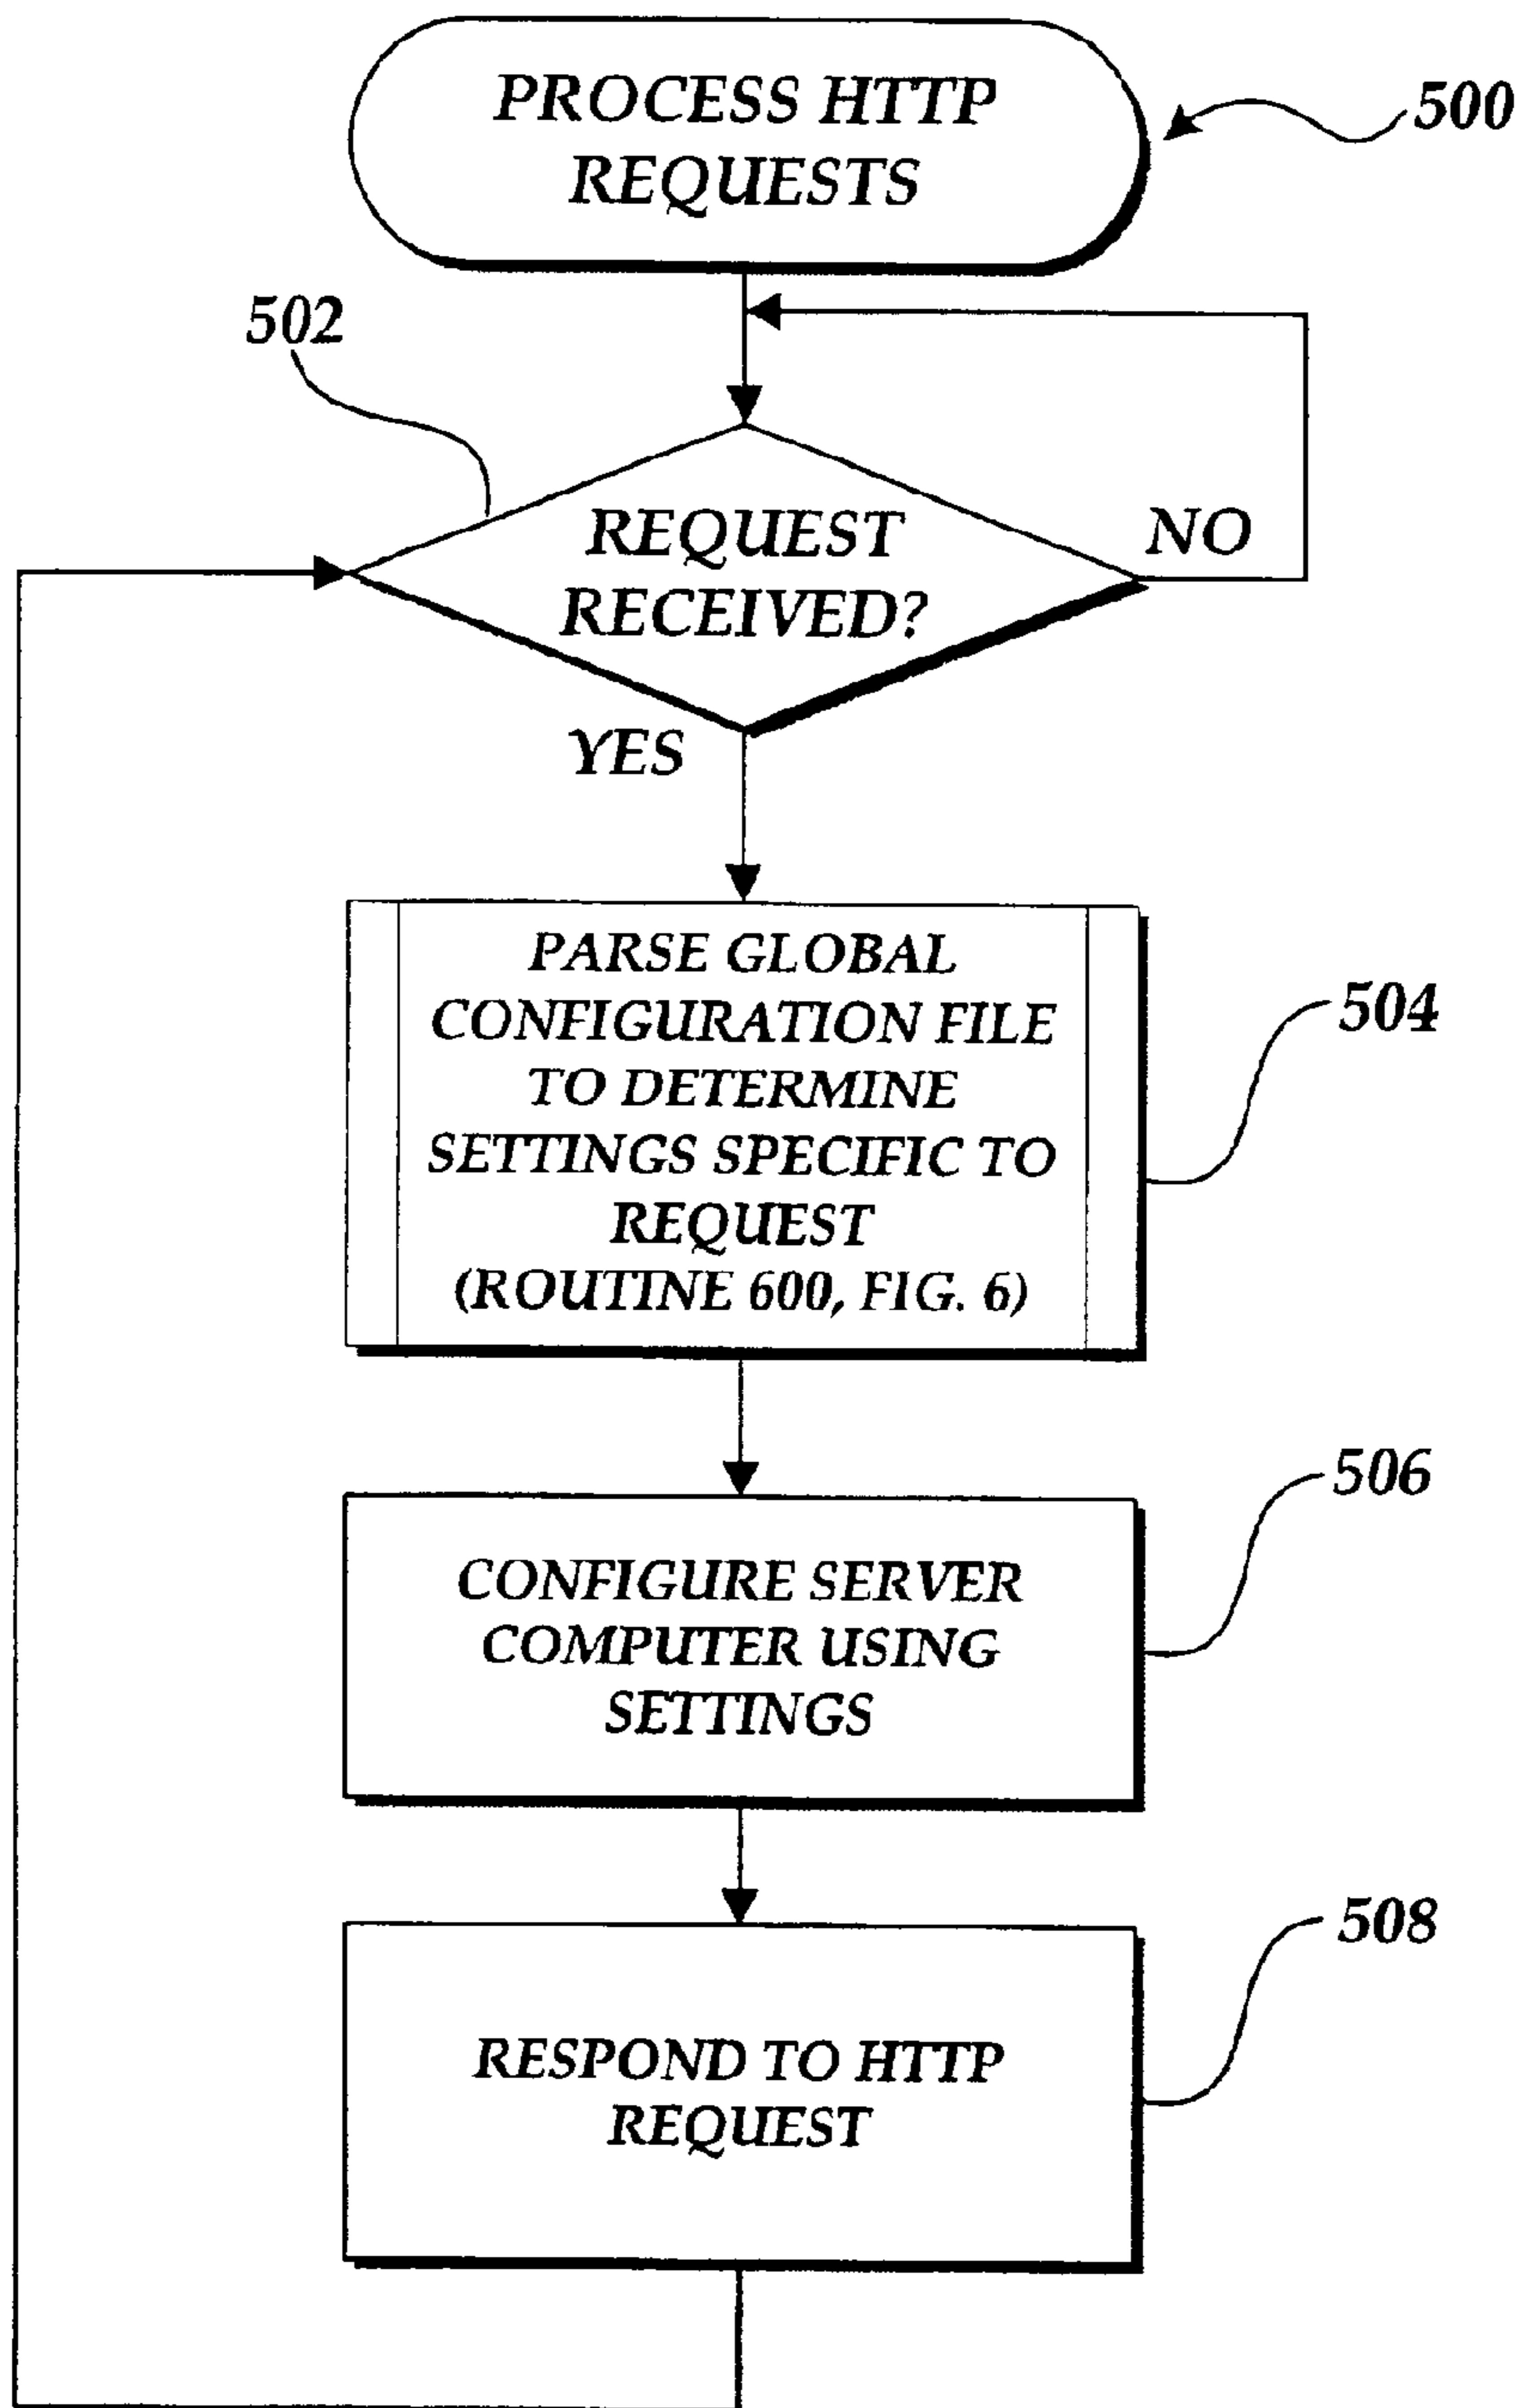 PROCESS HTTP
REQUESTS
500
502
REQUEST
RECEIVED?
NO
YES
PARSE GLOBAL
CONFIGURATION FILE
TO DETERMINE
SETTINGS SPECIFIC TO
REQUEST
(ROUTINE 600, FIG. 6)
504
CONFIGURE SERVER
COMPUTER USING
SETTINGS
506
RESPOND TO HTTP
REQUEST
508